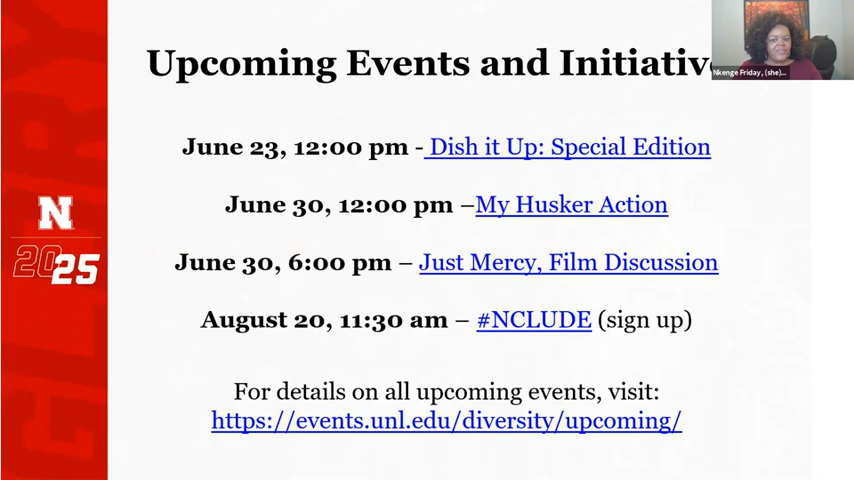 Upcoming Events and Initiativ
Nkenge Friday, (she)...
June 23, 12:00 pm - Dish it Up: Special Edition
June 30, 12:00 pm –My Husker Action
June 30, 6:00 pm – Just Mercy, Film Discussion
N
2025
August 20, 11:30 am – #NCLUDE (sign up)
For details on all upcoming events, visit:
https://events.unl.edu/diversity/upcoming/
GLORY